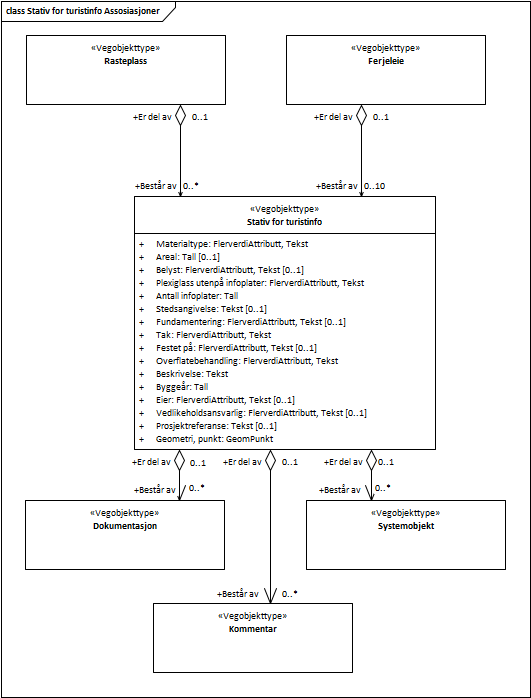 class Stativ for turistinfo Assosiasjoner
«Vegobjekttype»
Rasteplass
«Vegobjekttype»
Ferjeleie
+Er del av 0..1
+Er del av 0..1
+Består av 0..*
+Består av 0..10
«Vegobjekttype»
Stativ for turistinfo
+ Materialtype: FlerverdiAttributt, Tekst
+ Areal: Tall [0..1]
+ Belyst: FlerverdiAttributt, Tekst [0..1]
+ Plexiglass utenpå infoplater: FlerverdiAttributt, Tekst
+ Antall infoplater: Tall
+ Stedsangivelse: Tekst [0..1]
+ Fundamentering: FlerverdiAttributt, Tekst [0..1]
+ Tak: FlerverdiAttributt, Tekst
+ Festet på: FlerverdiAttributt, Tekst [0..1]
+ Overflatebehandling: FlerverdiAttributt, Tekst
+ Beskrivelse: Tekst
+ Byggeår: Tall
+ Eier: FlerverdiAttributt, Tekst [0..1]
+ Vedlikeholdsansvarlig: FlerverdiAttributt, Tekst [0..1]
+ Prosjektreferanse: Tekst [0..1]
+ Geometri, punkt: GeomPunkt
+Er del av 0..1
+Er del av 0..1
+Er del av 0..1
+Består av 0..*
+Består av 0..*
«Vegobjekttype»
Dokumentasjon
«Vegobjekttype»
Systemobjekt
+Består av 0..*
«Vegobjekttype»
Kommentar